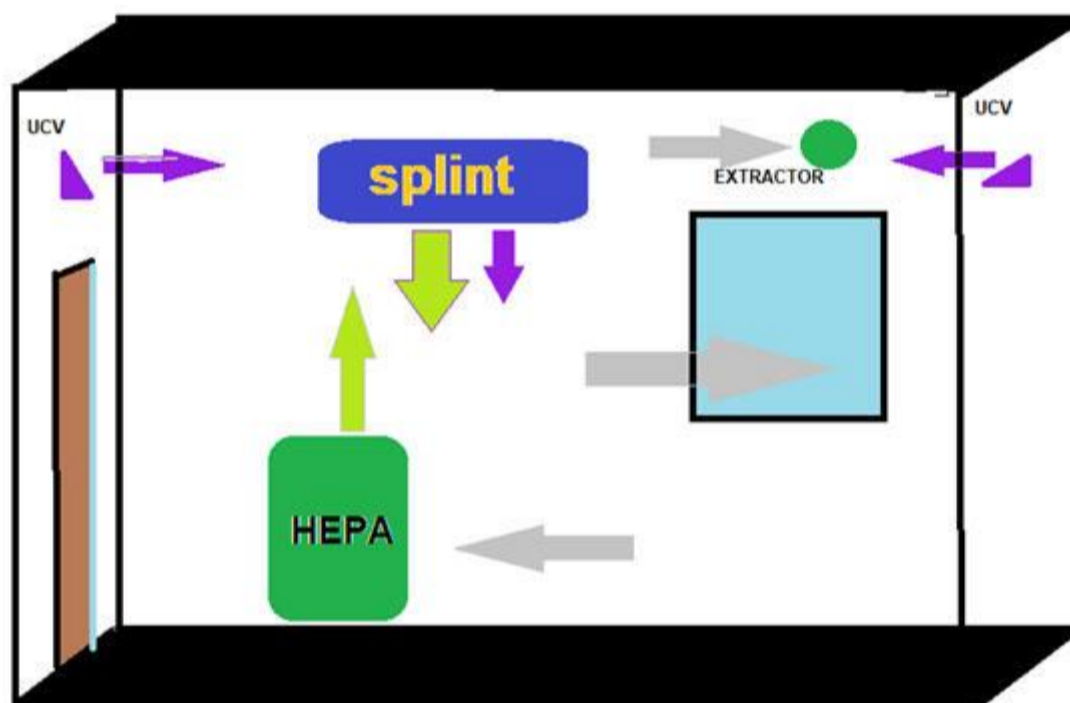 UCV
UCV
splint
EXTRACTOR
HEPA